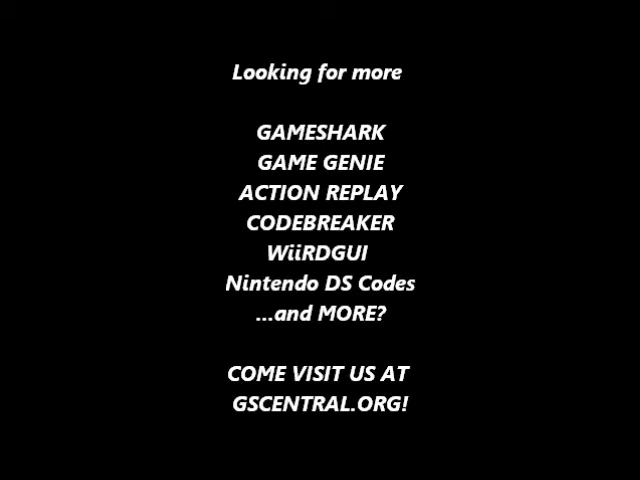 Looking for more
GAMESHARK
GAME GENIE
ACTION REPLAY
CODEBREAKER
WiiRDGUI
Nintendo DS Codes
...and MORE?
COME VISIT US AT
GSCENTRAL.ORG!